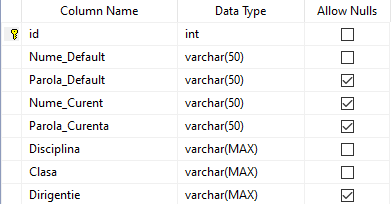 Column Name Data Type Allow Nulls
id int
Nume_Default varchar(50)
Parola_Default varchar(50)
Nume_Curent varchar(50)
Parola_Curenta varchar(50)
Disciplina varchar(MAX)
Clasa varchar(MAX)
Dirigentie varchar(MAX)